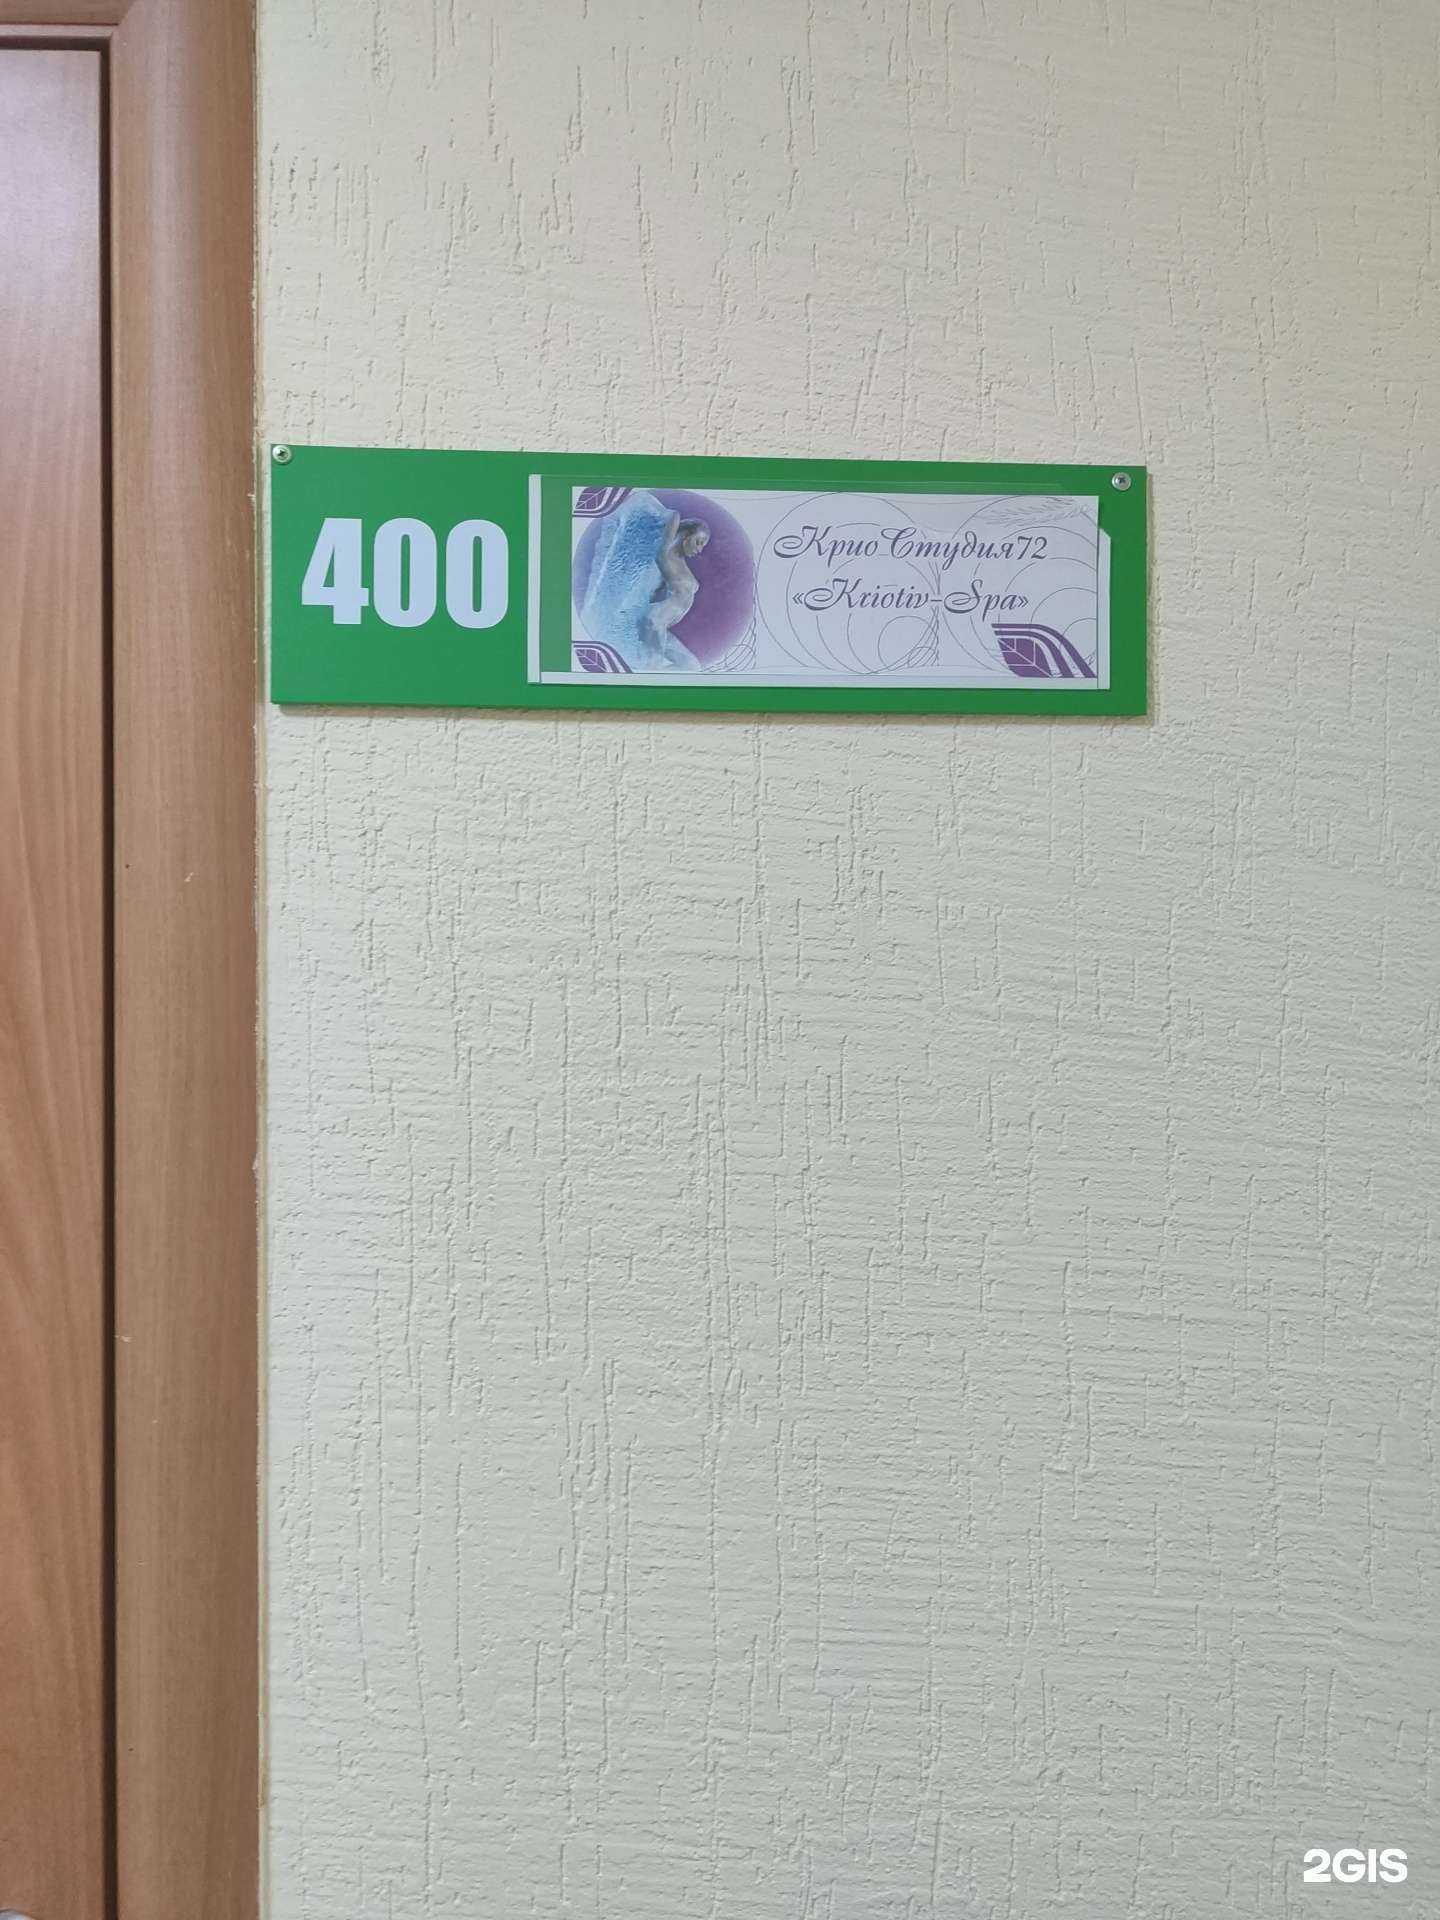 400
КриоСтудия72
«Kriotiv-Spa»
2GIS